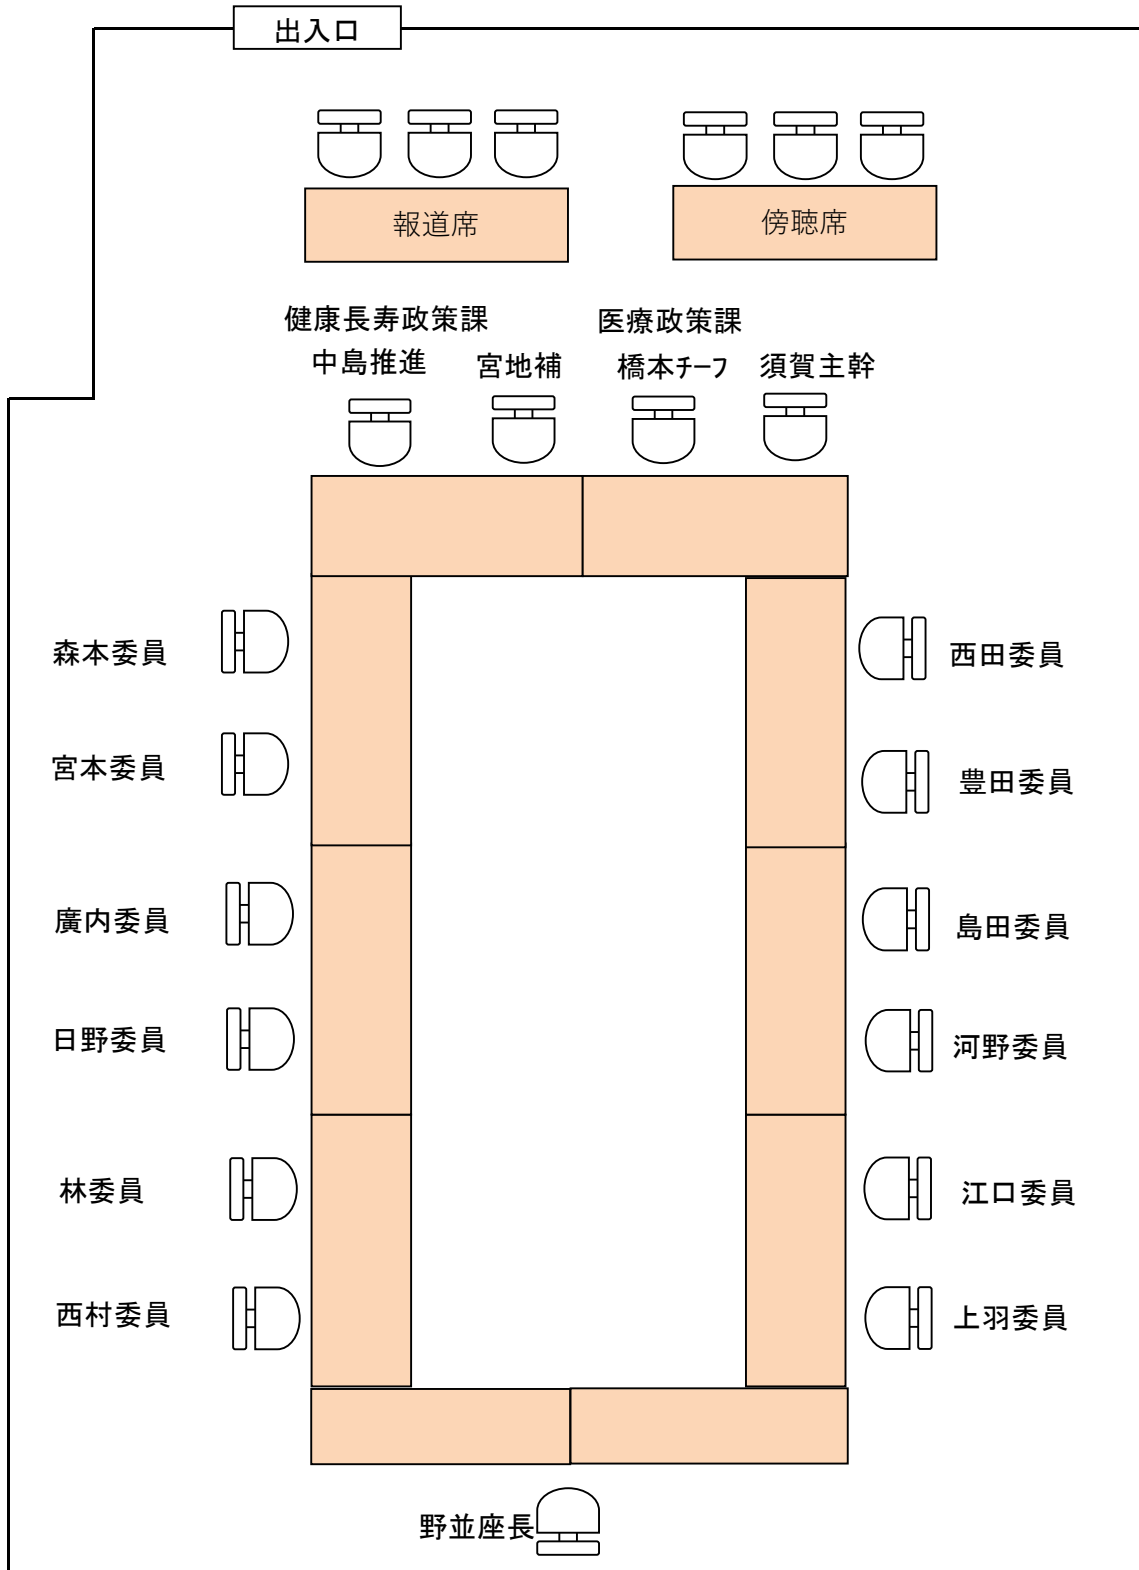 出入口
報道席
傍聴席
健康長寿政策課
医療政策課
中島推進
宮地補
橋本ﾁｰﾌ
須賀主幹
森本委員
西田委員
宮本委員
豊田委員
廣内委員
島田委員
日野委員
河野委員
林委員
江口委員
西村委員
上羽委員
野並座長